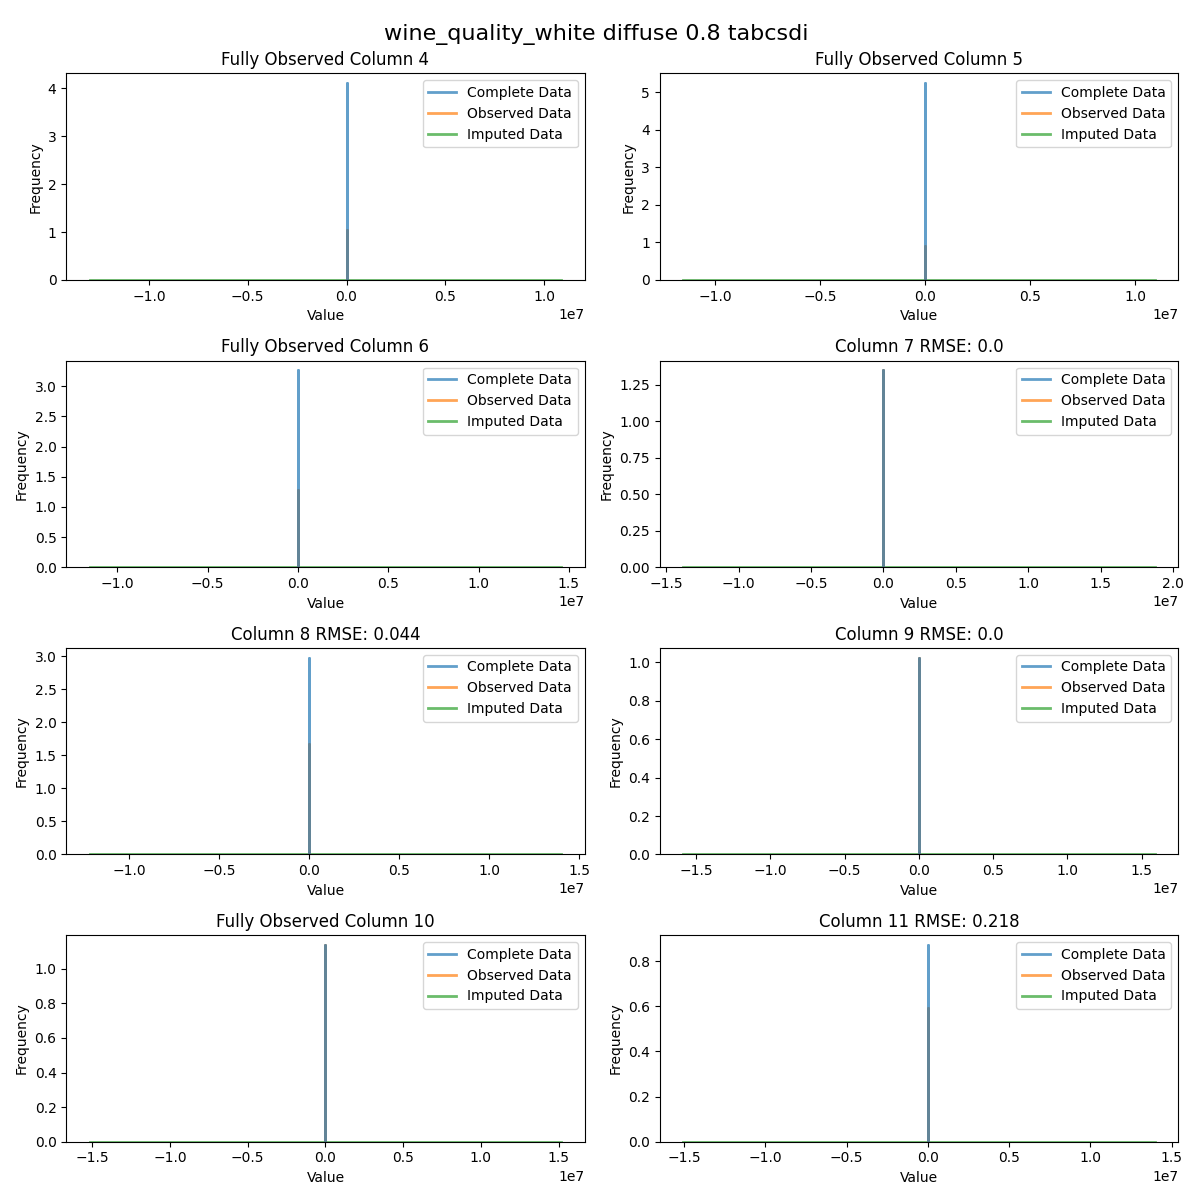 wine_quality_white diffuse 0.8 tabcsdi
Fully Observed Column 4
Frequency
4
3
2
1
0
Complete Data
Observed Data
Imputed Data
−1.0 −0.5 0.0 0.5 1.0
1e7
Value
Fully Observed Column 5
Frequency
5
4
3
2
1
0
Complete Data
Observed Data
Imputed Data
−1.0 −0.5 0.0 0.5 1.0
1e7
Value
Fully Observed Column 6
Frequency
3.0
2.5
2.0
1.5
1.0
0.5
0.0
Complete Data
Observed Data
Imputed Data
−1.0 −0.5 0.0 0.5 1.0 1.5
1e7
Value
Column 7 RMSE: 0.0
Frequency
1.25
1.00
0.75
0.50
0.25
0.00
Complete Data
Observed Data
Imputed Data
−1.5 −1.0 −0.5 0.0 0.5 1.0 1.5 2.0
1e7
Value
Column 8 RMSE: 0.044
Frequency
3.0
2.5
2.0
1.5
1.0
0.5
0.0
Complete Data
Observed Data
Imputed Data
−1.0 −0.5 0.0 0.5 1.0 1.5
1e7
Value
Column 9 RMSE: 0.0
Frequency
1.0
0.8
0.6
0.4
0.2
0.0
Complete Data
Observed Data
Imputed Data
−1.5 −1.0 −0.5 0.0 0.5 1.0 1.5
1e7
Value
Fully Observed Column 10
Frequency
1.0
0.8
0.6
0.4
0.2
0.0
Complete Data
Observed Data
Imputed Data
−1.5 −1.0 −0.5 0.0 0.5 1.0 1.5
1e7
Value
Column 11 RMSE: 0.218
Frequency
0.8
0.6
0.4
0.2
0.0
Complete Data
Observed Data
Imputed Data
−1.5 −1.0 −0.5 0.0 0.5 1.0 1.5
1e7
Value